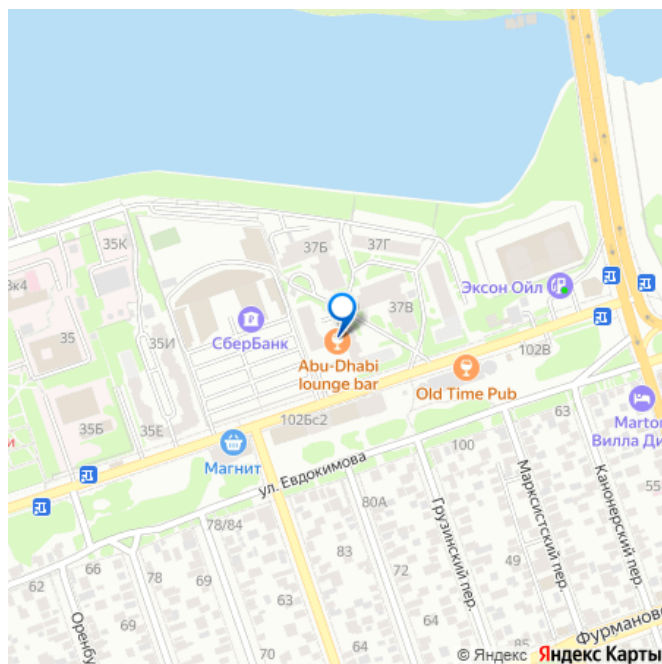 35К
37Б
37Г
3к4
35
35И
СберБанк
37В
Эксон Ойл
Abu-Dhabi
lounge bar
Old Time Pub
102В
35Б
35Е
102Бс2
Магнит
63
Marton
Вилла Ди
ул. Евдокимова
100
78/84
80А
Грузинский пер.
Марксистский пер.
Канонерский пер.
55
62
66
78
69
70
63
83
72
64
64
49
85
Оренбу
Фурмановс
© Яндекс Яндекс Карты